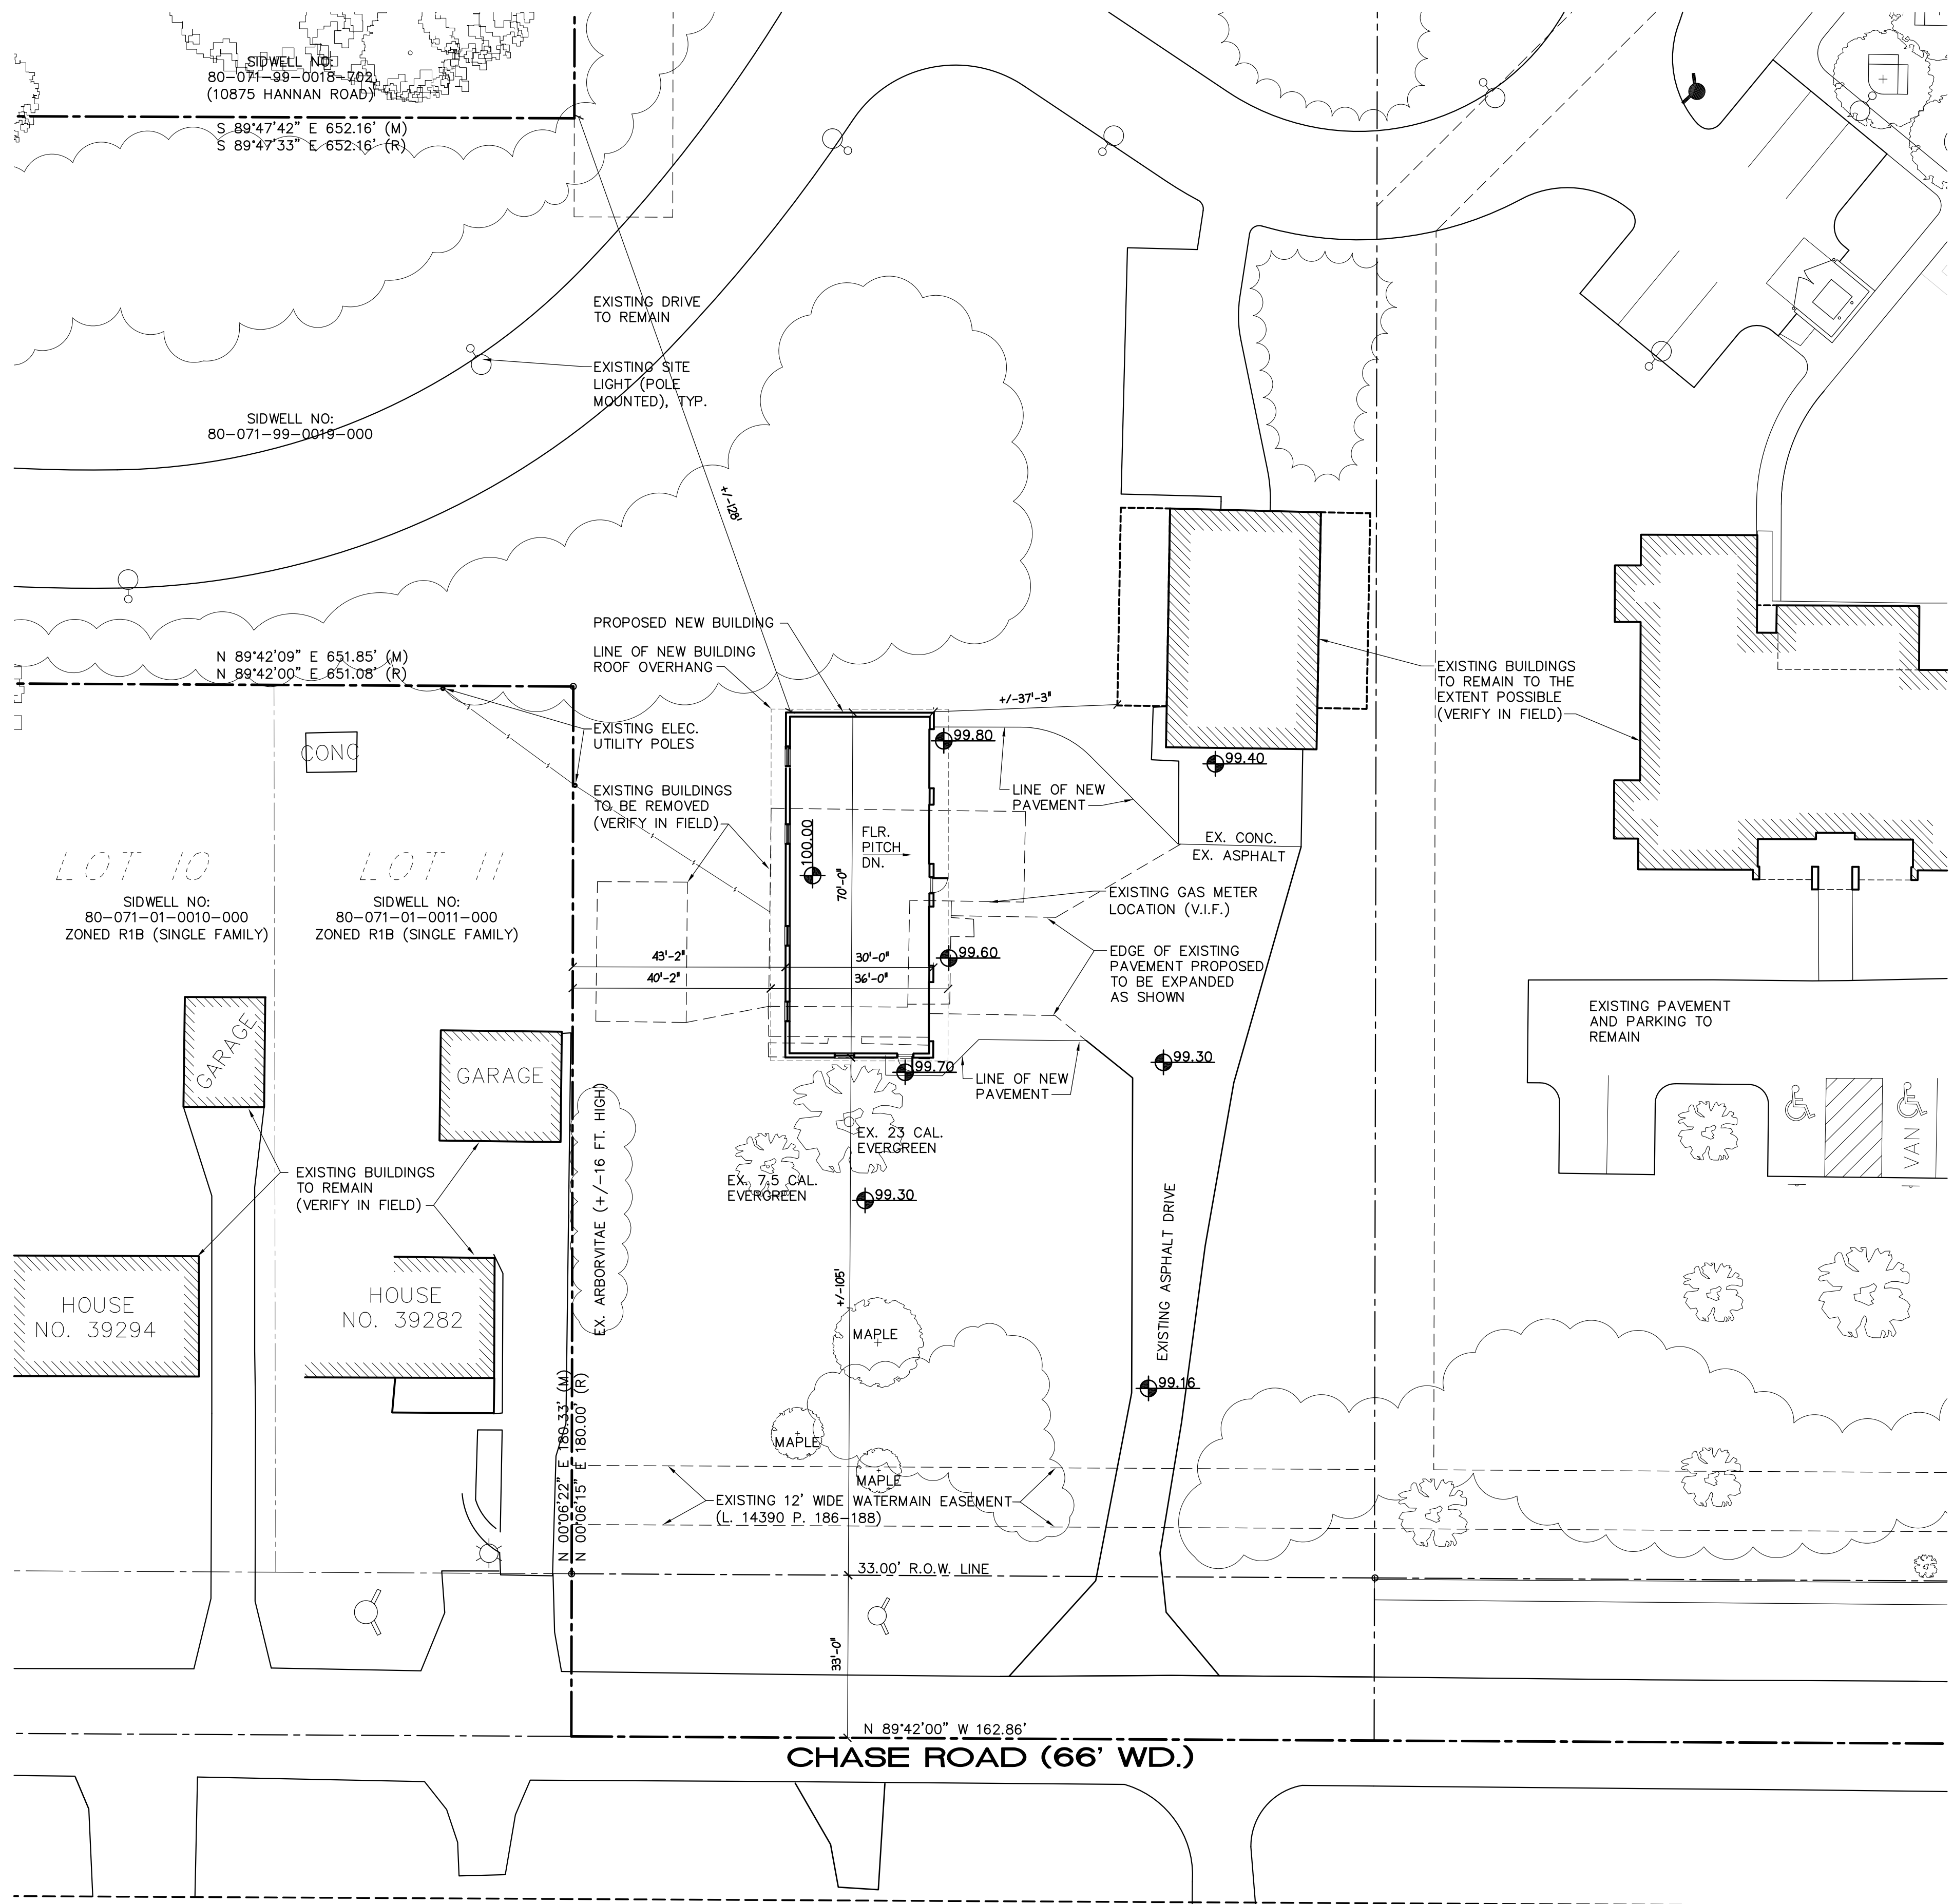 SIDWELL NO:
80-071-99-0018-702
(10875 HANNAN ROAD)
S 89°47'42" E 652.16' (M)
S 89°47'33" E 652.16' (R)
EXISTING DRIVE
TO REMAIN
EXISTING SITE
LIGHT (POLE
MOUNTED), TYP.
SIDWELL NO:
80-071-99-0019-000
+/-128'
PROPOSED NEW BUILDING
LINE OF NEW BUILDING
ROOF OVERHANG
N 89°42'09" E 651.85' (M)
N 89°42'00" E 651.08' (R)
+/-37'-3"
EXISTING BUILDINGS
TO REMAIN TO THE
EXTENT POSSIBLE
(VERIFY IN FIELD)
CONC
EXISTING ELEC.
UTILITY POLES
99.80
99.40
EXISTING BUILDINGS
TO BE REMOVED
(VERIFY IN FIELD)
LINE OF NEW
PAVEMENT
100.00
FLR.
PITCH
DN.
70'-0"
EX. CONC.
EX. ASPHALT
LOT 10
LOT 11
SIDWELL NO:
80-071-01-0010-000
ZONED R1B (SINGLE FAMILY)
SIDWELL NO:
80-071-01-0011-000
ZONED R1B (SINGLE FAMILY)
EXISTING GAS METER
LOCATION (V.I.F.)
43'-2"
30'-0"
40'-2"
36'-0"
99.60
EDGE OF EXISTING
PAVEMENT PROPOSED
TO BE EXPANDED
AS SHOWN
EXISTING PAVEMENT
AND PARKING TO
REMAIN
GARAGE
GARAGE
99.70
99.30
LINE OF NEW
PAVEMENT
EX. ARBORVITAE (+/-16 FT. HIGH)
EX. 23 CAL.
EVERGREEN
EX. 7.5 CAL.
EVERGREEN
99.30
VAN
EXISTING BUILDINGS
TO REMAIN
(VERIFY IN FIELD)
EXISTING ASPHALT DRIVE
+/-105'
HOUSE
NO. 39294
HOUSE
NO. 39282
MAPLE
99.16
N 00°06'22" E 180.33' (M)
N 00°06'15" E 180.00' (R)
MAPLE
MAPLE
EXISTING 12' WIDE WATERMAIN EASEMENT
(L. 14390 P. 186-188)
33.00' R.O.W. LINE
33'-0"
N 89°42'00" W 162.86'
CHASE ROAD (66' WD.)